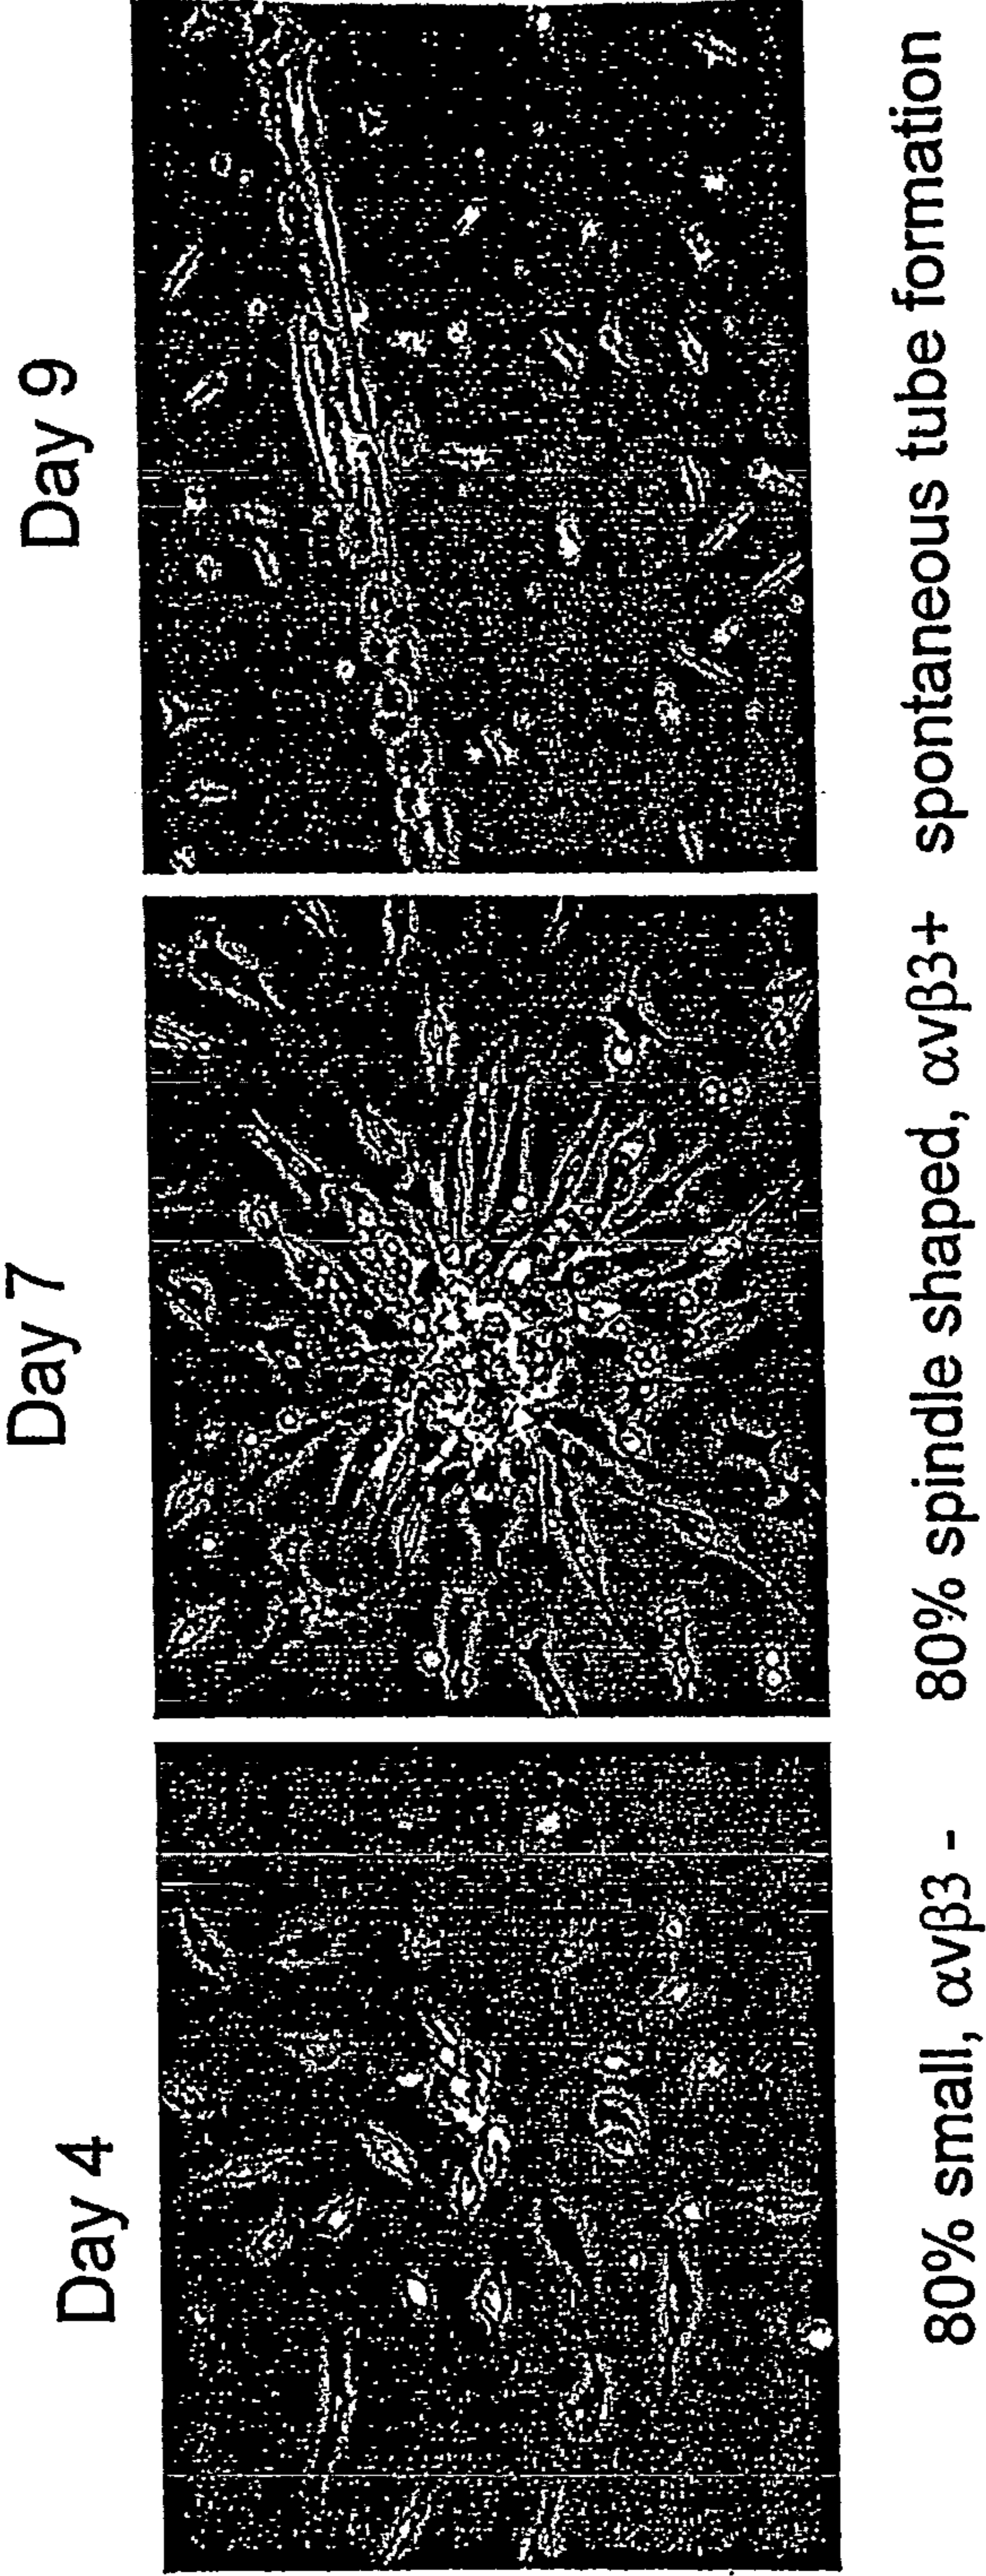 Day 4
Day 7
Day 9
80% small, αvβ3 -
80% spindle shaped, αvβ3+
spontaneous tube formation